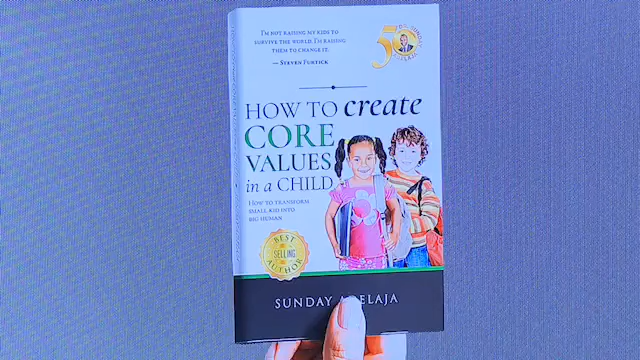 I'M NOT RAISING MY KIDS TO
SURVIVE THE WORLD. I'M RAISING
THEM TO CHANGE IT.
— STEVEN FURTICK
50
HOW TO create
CORE
VALUES
in a CHILD
HOW TO TRANSFORM
SMALL KID INTO
BIG HUMAN
BEST
SELLING
AUTHOR
SUNDAY